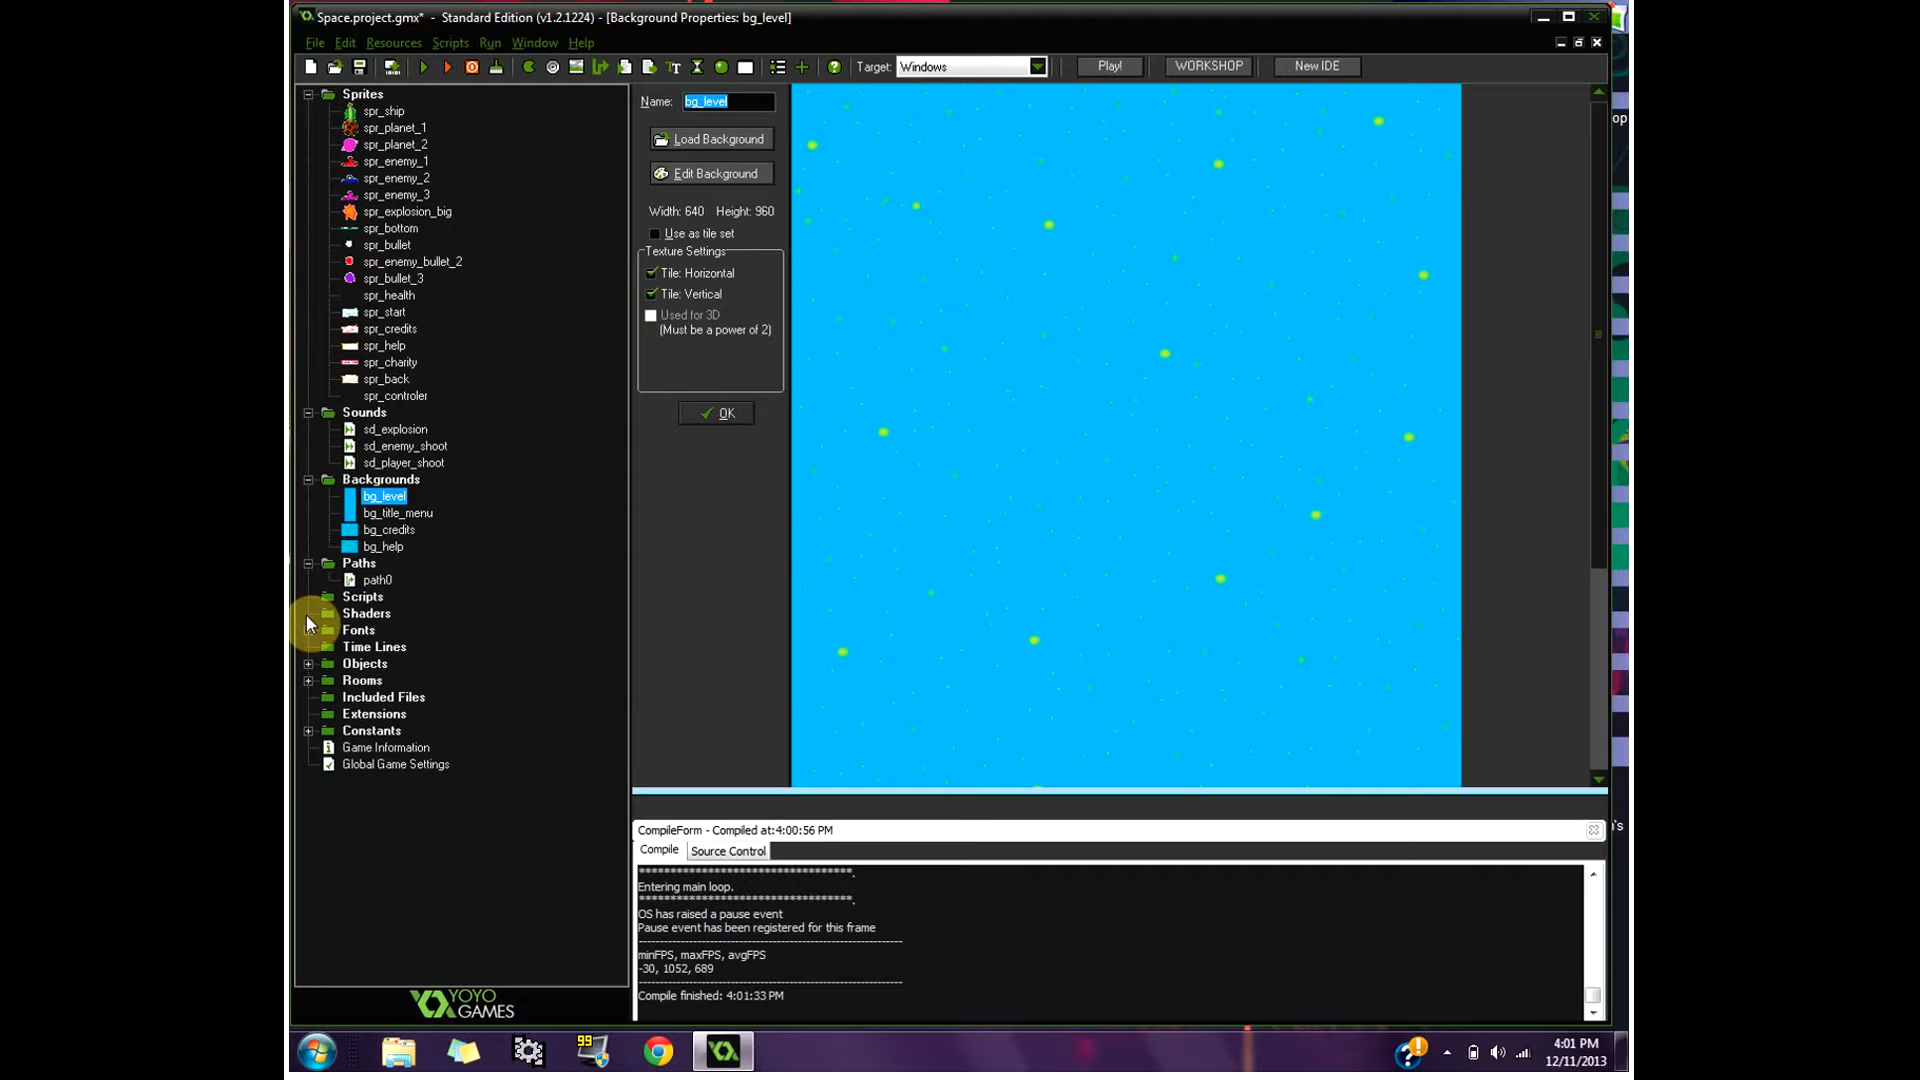 Space.project.gmx* - Standard Edition (v1.2.1224) - [Background Properties: bg_level]
File Edit Resources Scripts Run Window Help
Target: Windows Play! WORKSHOP New IDE
Sprites
spr_ship
spr_planet_1
spr_planet_2
spr_enemy_1
spr_enemy_2
spr_enemy_3
spr_explosion_big
spr_bottom
spr_bullet
spr_enemy_bullet_2
spr_bullet_3
spr_health
spr_start
spr_credits
spr_help
spr_charity
spr_back
spr_controler
Sounds
sd_explosion
sd_enemy_shoot
sd_player_shoot
Backgrounds
bg_level
bg_title_menu
bg_credits
bg_help
Paths
path0
Scripts
Shaders
Fonts
Time Lines
Objects
Rooms
Included Files
Extensions
Constants
Game Information
Global Game Settings
YOYO
GAMES
Name: bg_level
Load Background
Edit Background
Width: 640 Height: 960
Use as tile set
Texture Settings
Tile: Horizontal
Tile: Vertical
Used for 3D
(Must be a power of 2)
OK
CompileForm - Compiled at:4:00:56 PM
Compile Source Control
***************************************.
Entering main loop.
***************************************.
OS has raised a pause event
Pause event has been registered for this frame
------------------------------------------------------------------
minFPS, maxFPS, avgFPS
-30, 1052, 689
------------------------------------------------------------------
Compile finished: 4:01:33 PM
op
's
99
4:01 PM
12/11/2013